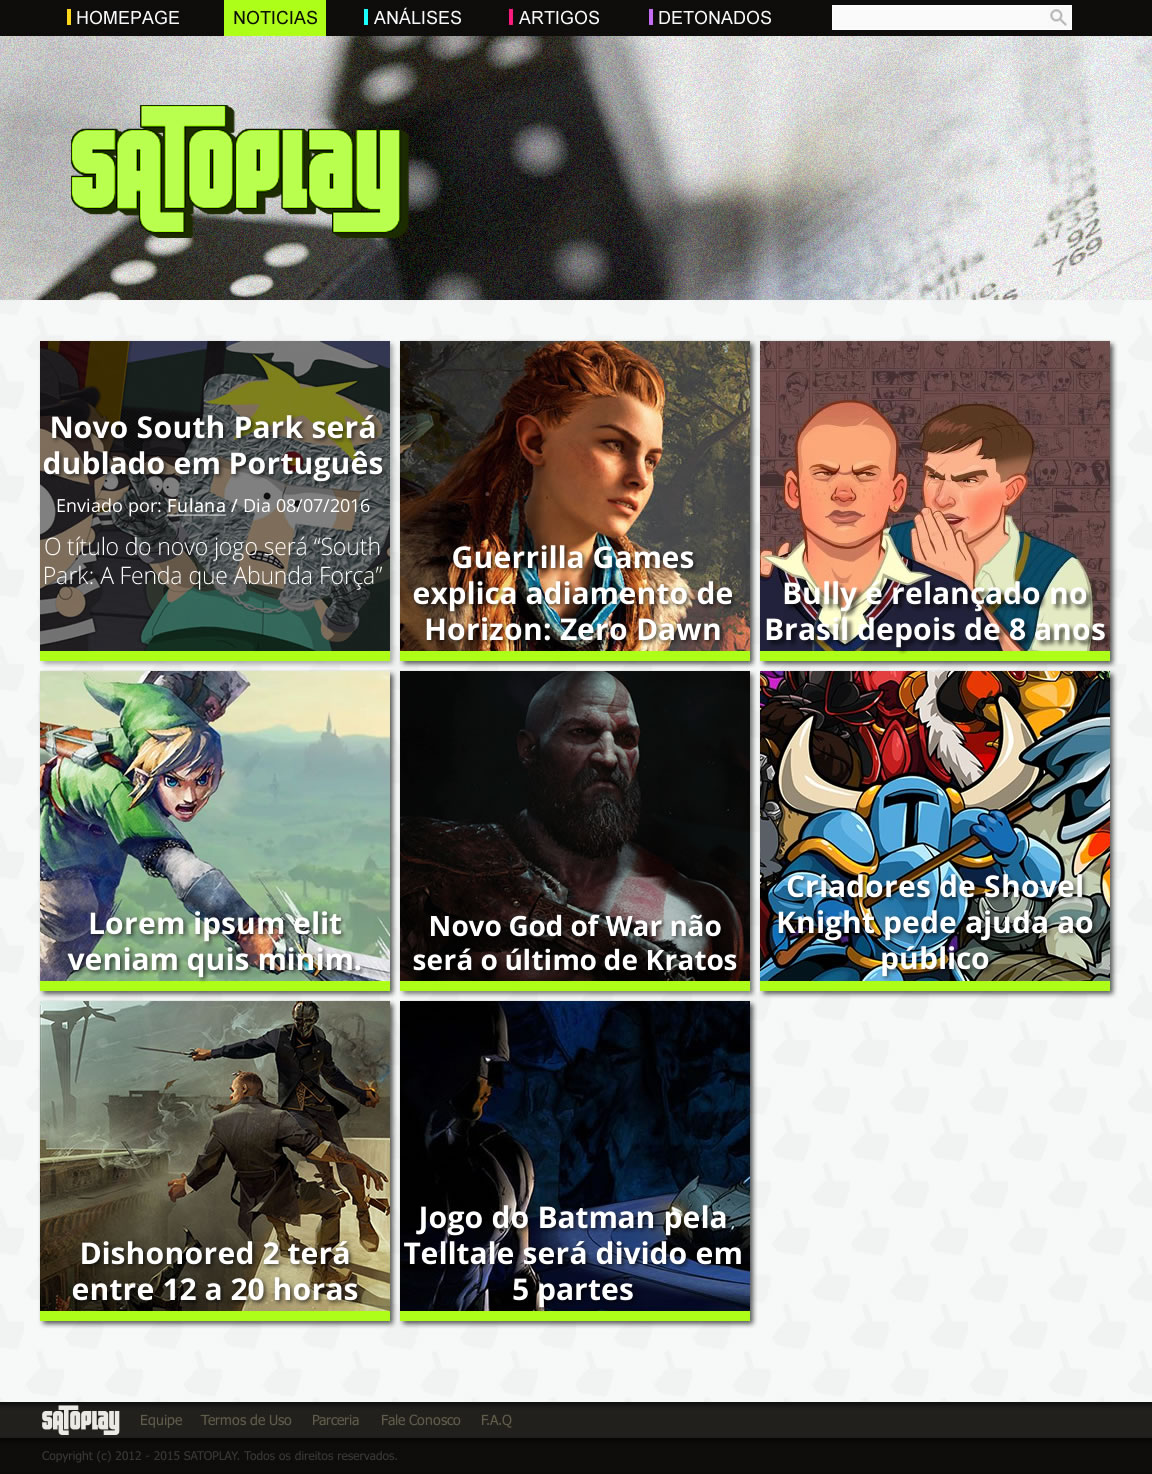 HOMEPAGE NOTICIAS ANÁLISES ARTIGOS DETONADOS
SATOPLAY
654
4733
92
769
Novo South Park será
dublado em Português
Enviado por: Fulana / Dia 08/07/2016
O título do novo jogo será “South
Park: A Fenda que Abunda Força”
Guerrilla Games
explica adiamento de
Horizon: Zero Dawn
Bully é relançado no
Brasil depois de 8 anos
Lorem ipsum elit
veniam quis minim.
Novo God of War não
será o último de Kratos
Criadores de Shovel
Knight pede ajuda ao
público
Dishonored 2 terá
entre 12 a 20 horas
Jogo do Batman pela
Telltale será divido em
5 partes
SATOPLAY Equipe Termos de Uso Parceria Fale Conosco F.A.Q
Copyright (c) 2012 - 2015 SATOPLAY. Todos os direitos reservados.